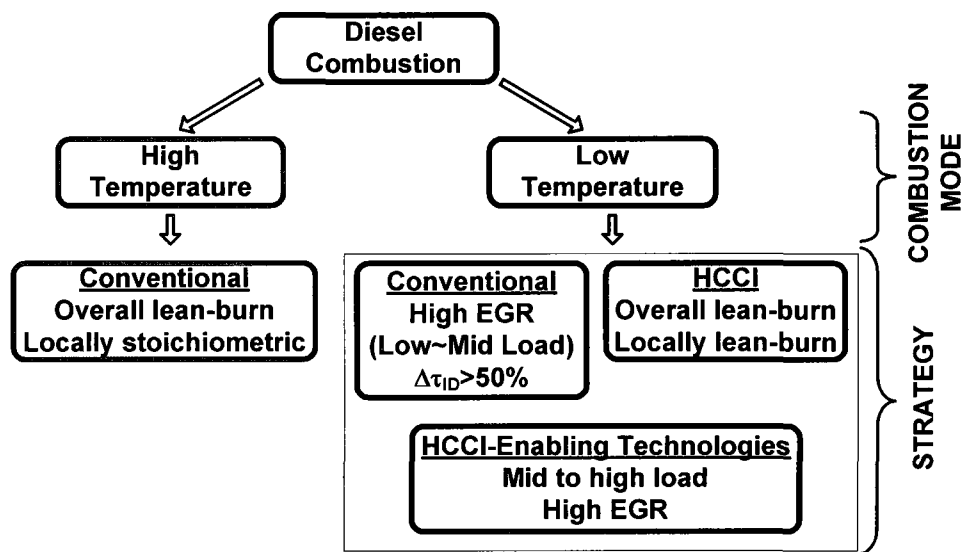 Diesel
Combustion
High
Temperature
Low
Temperature
COMBUSTION
MODE
Conventional
Overall lean-burn
Locally stoichiometric
Conventional
High EGR
(Low~Mid Load)
Δτ_ID>50%
HCCI
Overall lean-burn
Locally lean-burn
HCCI-Enabling Technologies
Mid to high load
High EGR
STRATEGY